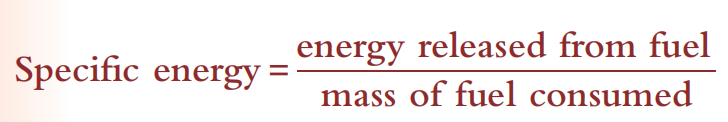 Specific energy = energy released from fuel
mass of fuel consumed